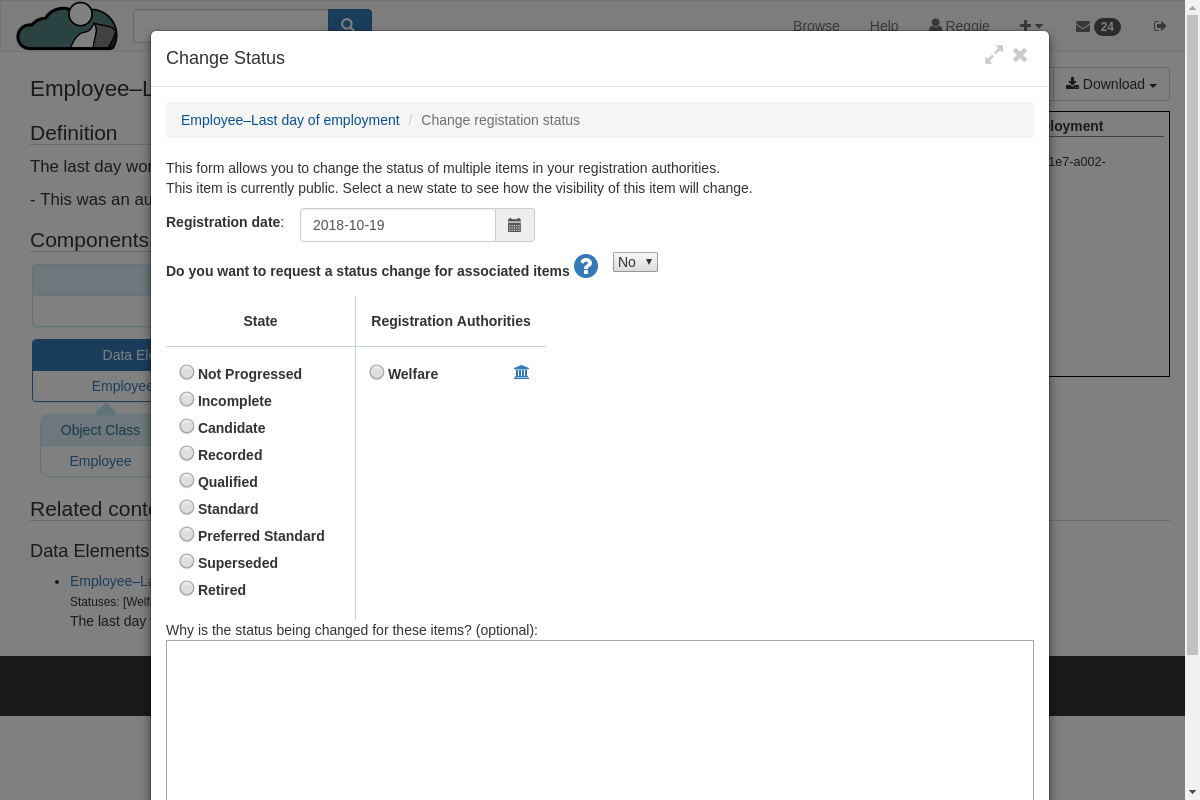 Browse
Help
Reggie
24
Change Status
Employee–L
Download
Employee–Last day of employment / Change registation status
Definition
loyment
The last day wor
1e7-a002-
This form allows you to change the status of multiple items in your registration authorities.
This item is currently public. Select a new state to see how the visibility of this item will change.
- This was an au
Registration date:
2018-10-19
Components
Do you want to request a status change for associated items
?
No
State
Registration Authorities
Data Ele
Employee
Object Class
Employee
Not Progressed
Welfare
Incomplete
Candidate
Recorded
Qualified
Standard
Preferred Standard
Superseded
Retired
Related conte
Data Elements
Employee–La
Statuses: [Welfa
The last day
Why is the status being changed for these items? (optional):